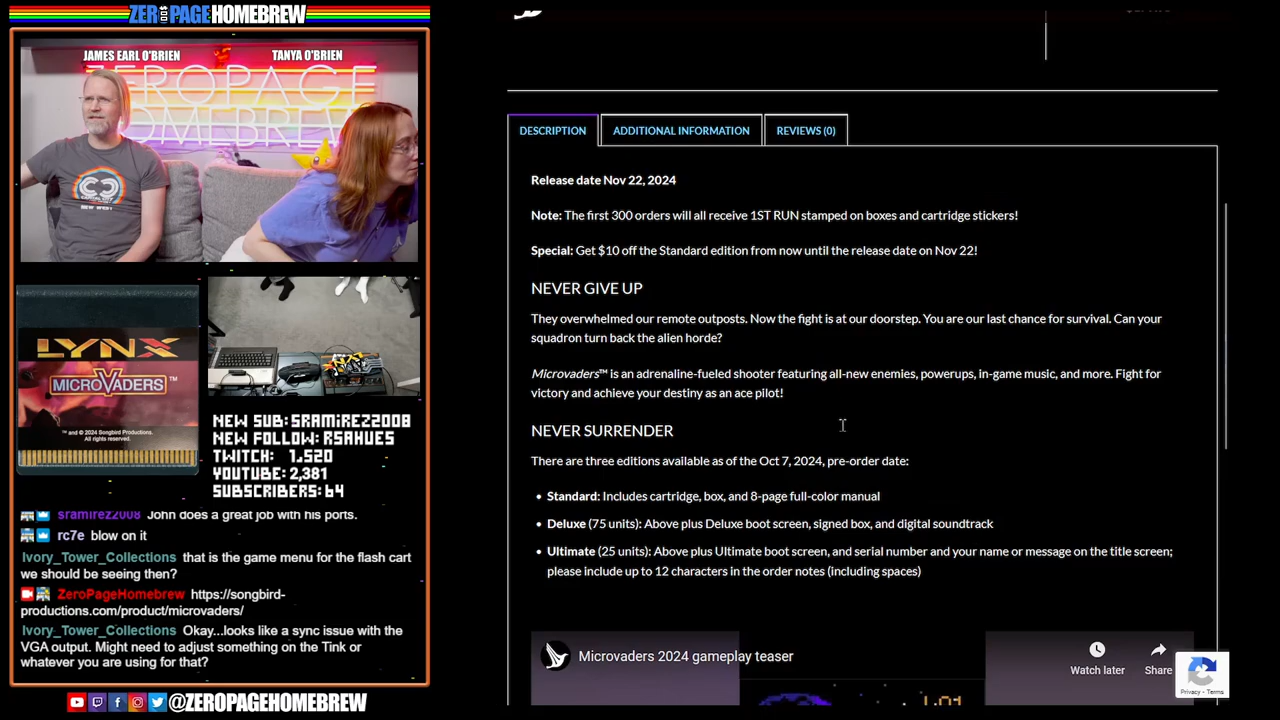 ZEROPAGEHOMEBREW
JAMES EARL O'BRIEN
TANYA O'BRIEN
ZEROPAGE
HOMEBREW
LYNX
MICROVADERS™
™ and © 2024 Songbird Productions.
All rights reserved.
NEW SUB: SRAMIREZ2008
NEW FOLLOW: RSAHUES
TWITCH: 1,520
YOUTUBE: 2,381
SUBSCRIBERS: 64
sramirez2008 John does a great job with his ports.
rc7e blow on it
Ivory_Tower_Collections that is the game menu for the flash cart
we should be seeing then?
ZeroPageHomebrew https://songbird-
productions.com/product/microvaders/
Ivory_Tower_Collections Okay...looks like a sync issue with the
VGA output. Might need to adjust something on the Tink or
whatever you are using for that?
@ZEROPAGEHOMEBREW
DESCRIPTION
ADDITIONAL INFORMATION
REVIEWS (0)
Release date Nov 22, 2024
Note: The first 300 orders will all receive 1ST RUN stamped on boxes and cartridge stickers!
Special: Get $10 off the Standard edition from now until the release date on Nov 22!
NEVER GIVE UP
They overwhelmed our remote outposts. Now the fight is at our doorstep. You are our last chance for survival. Can your
squadron turn back the alien horde?
Microvaders™ is an adrenaline-fueled shooter featuring all-new enemies, powerups, in-game music, and more. Fight for
victory and achieve your destiny as an ace pilot!
NEVER SURRENDER
There are three editions available as of the Oct 7, 2024, pre-order date:
• Standard: Includes cartridge, box, and 8-page full-color manual
• Deluxe (75 units): Above plus Deluxe boot screen, signed box, and digital soundtrack
• Ultimate (25 units): Above plus Ultimate boot screen, and serial number and your name or message on the title screen;
please include up to 12 characters in the order notes (including spaces)
Microvaders 2024 gameplay teaser
Watch later
Share
Privacy - Terms